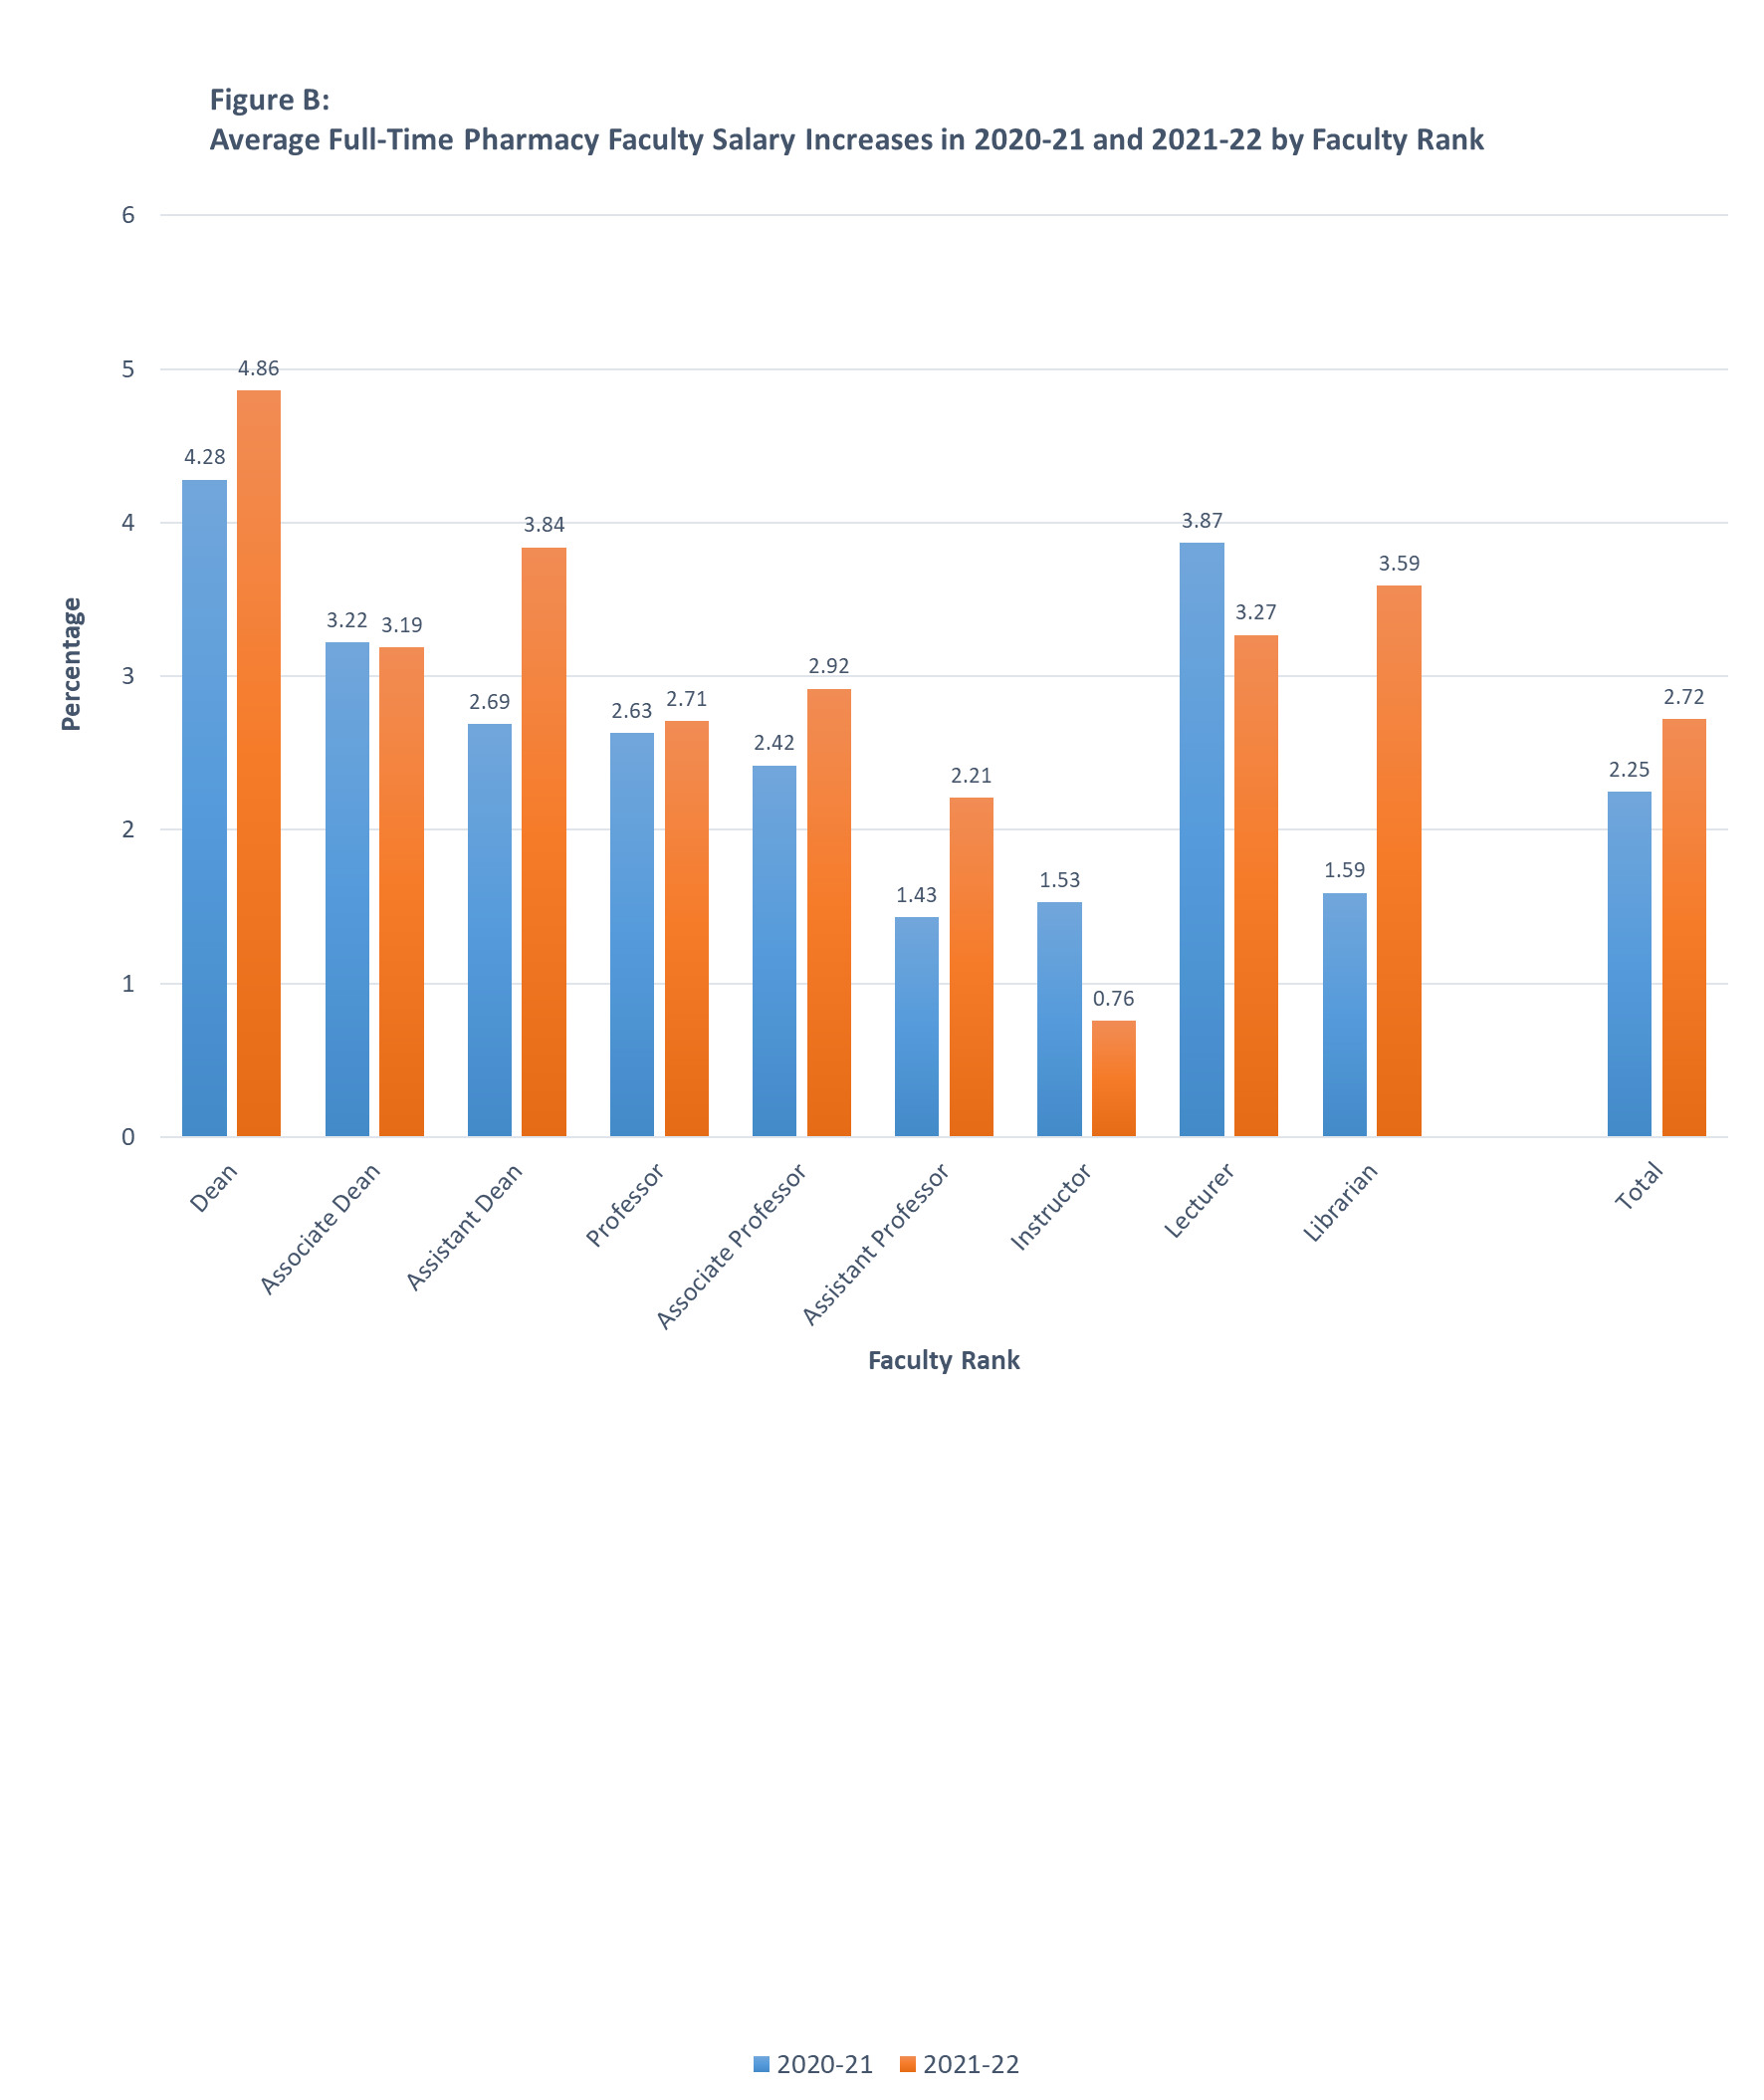 Figure B:
Average Full-Time Pharmacy Faculty Salary Increases in 2020-21 and 2021-22 by Faculty Rank
6
5
4
3
2
1
0
Percentage
4.28
4.86
3.22
3.19
2.69
3.84
2.63
2.71
2.42
2.92
1.43
2.21
1.53
0.76
3.87
3.27
1.59
3.59
2.25
2.72
Dean
Associate Dean
Assistant Dean
Professor
Associate Professor
Assistant Professor
Instructor
Lecturer
Librarian
Total
Faculty Rank
2020-21
2021-22